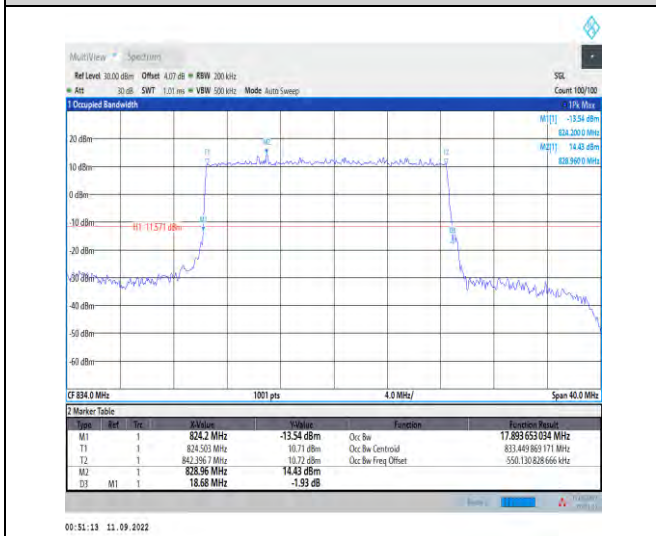 MultiView Spectrum
Ref Level 30.00 dBm Offset 4.07 dB RBW 200 kHz SGL
Att 30 dB SWT 1.01 ms VBW 500 kHz Mode Auto Sweep Count 100/100
1 Occupied Bandwidth 1Pk Max
M1[1] -13.54 dBm
824.200 0 MHz
M2[1] 14.43 dBm
828.960 0 MHz
20 dBm
T1
M2
T2
10 dBm
0 dBm
-10 dBm
M1
H1 -11.571 dBm
-20 dBm
-30 dBm
-40 dBm
-50 dBm
-60 dBm
CF 834.0 MHz 1001 pts 4.0 MHz/ Span 40.0 MHz
2 Marker Table
Type Ref Trc X-Value Y-Value Function Function Result
M1 1 824.2 MHz -13.54 dBm Occ Bw 17.893 653 034 MHz
T1 1 824.503 MHz 10.71 dBm Occ Bw Centroid 833.449 869 171 MHz
T2 1 842.396 7 MHz 10.72 dBm Occ Bw Freq Offset -550.130 828 666 kHz
M2 1 828.96 MHz 14.43 dBm
D3 M1 1 18.68 MHz -1.93 dB
00:51:13 11.09.2022